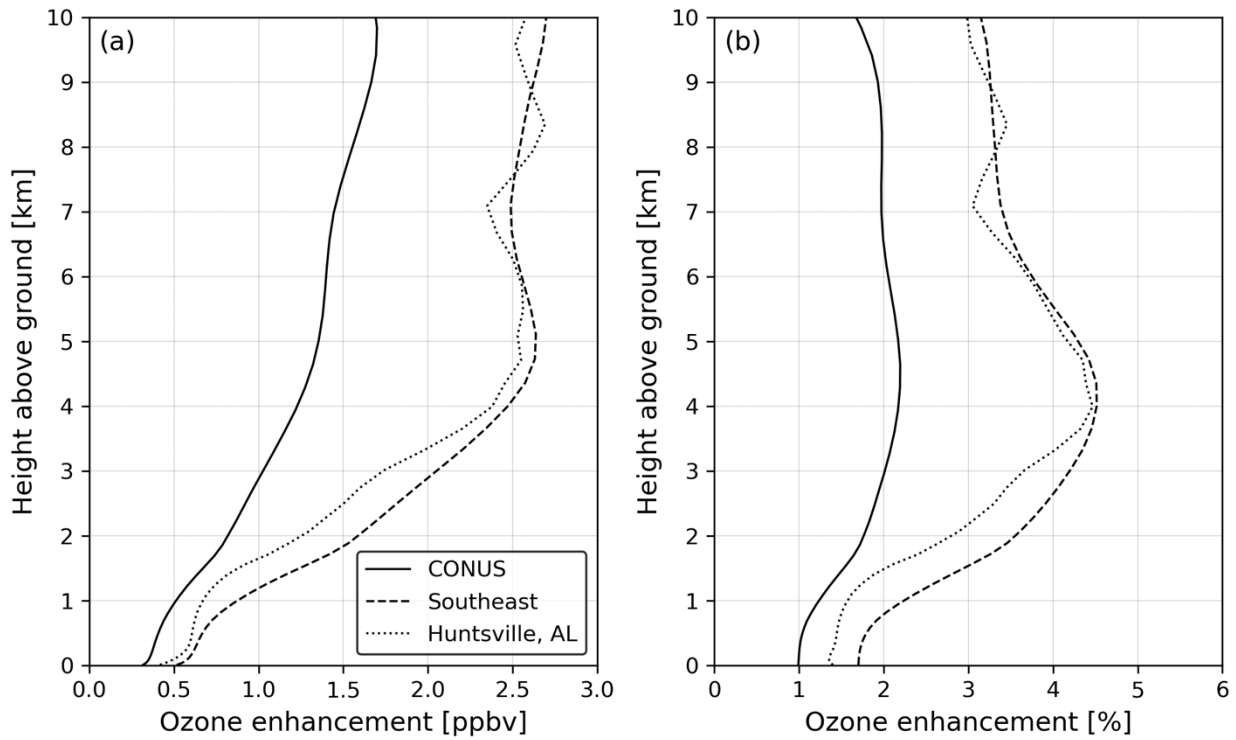 (a)
10
9
8
7
6
5
4
3
2
1
0
Height above ground [km]
CONUS
Southeast
Huntsville, AL
0.0 0.5 1.0 1.5 2.0 2.5 3.0
Ozone enhancement [ppbv]
(b)
10
9
8
7
6
5
4
3
2
1
0
Height above ground [km]
0 1 2 3 4 5 6
Ozone enhancement [%]